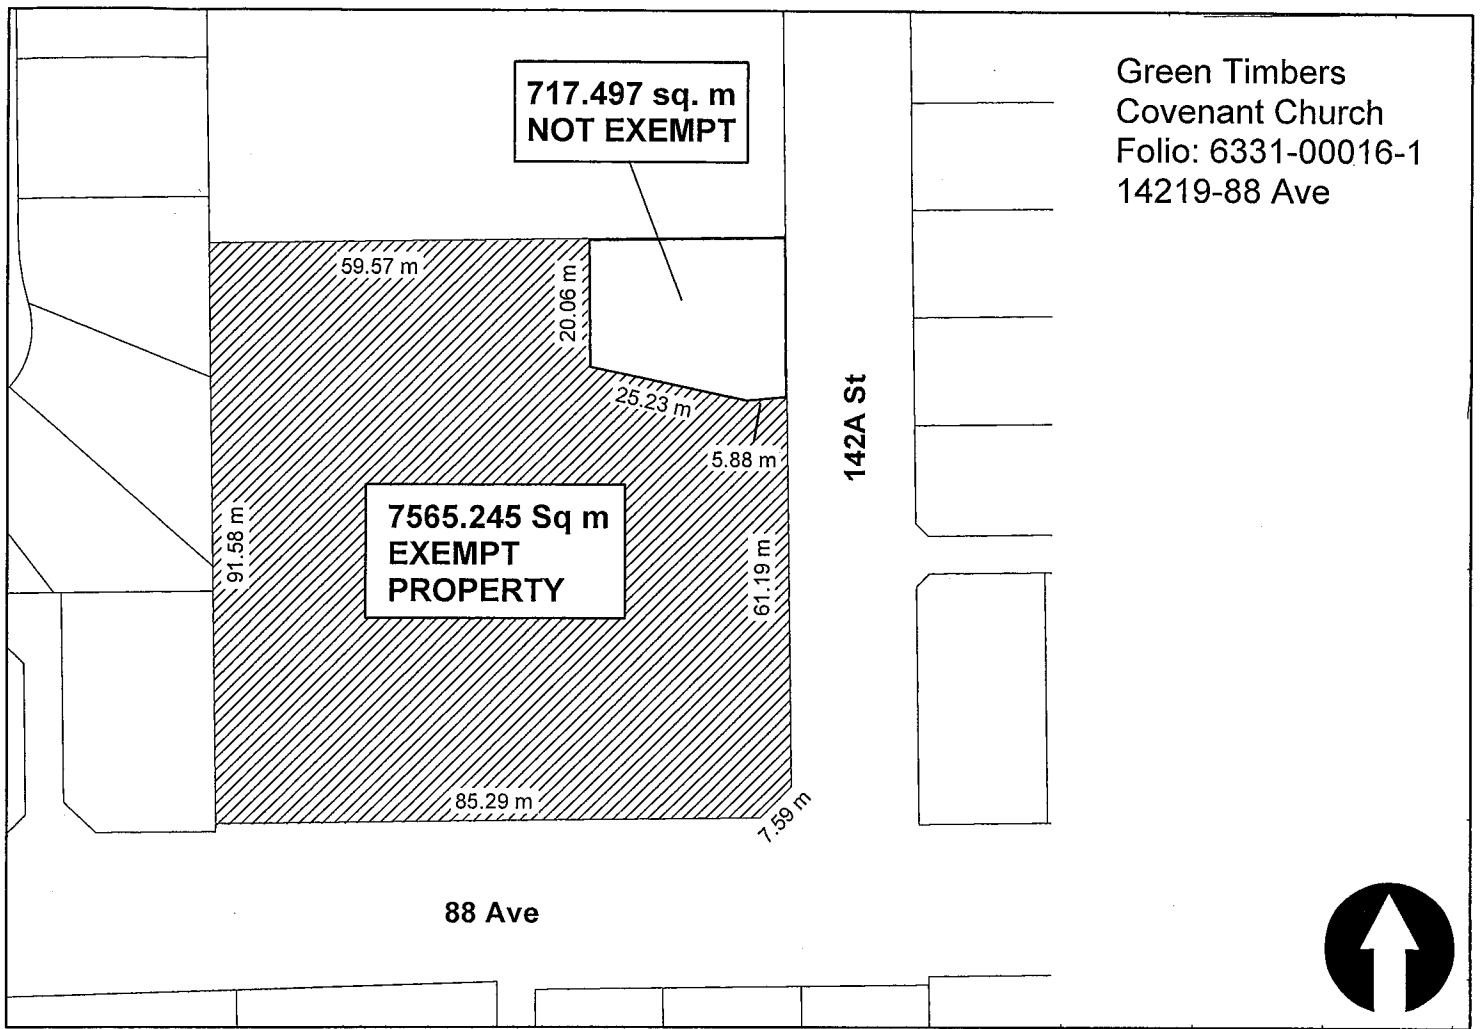 Green Timbers
Covenant Church
Folio: 6331-00016-1
14219-88 Ave
717.497 sq. m
NOT EXEMPT
59.57 m
20.06 m
25.23 m
5.88 m
142A St
7565.245 Sq m
EXEMPT
PROPERTY
91.58 m
61.19 m
85.29 m
7.59 m
88 Ave